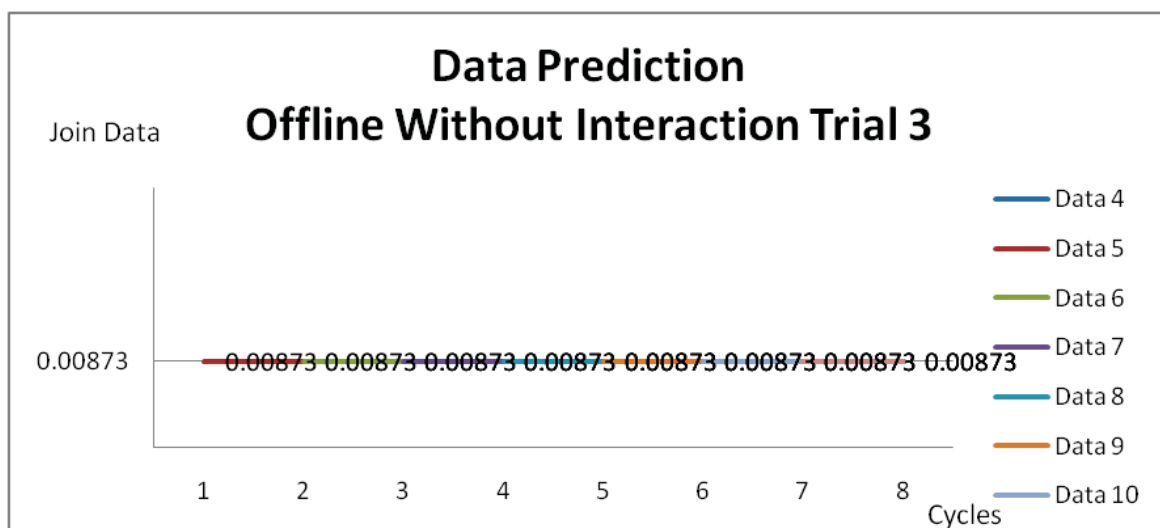 Data Prediction
Offline Without Interaction Trial 3
Join Data
Data 4
Data 5
Data 6
Data 7
Data 8
Data 9
Data 10
0.00873
0.00873 0.00873 0.00873 0.00873 0.00873 0.00873 0.00873 0.00873
1 2 3 4 5 6 7 8
Cycles